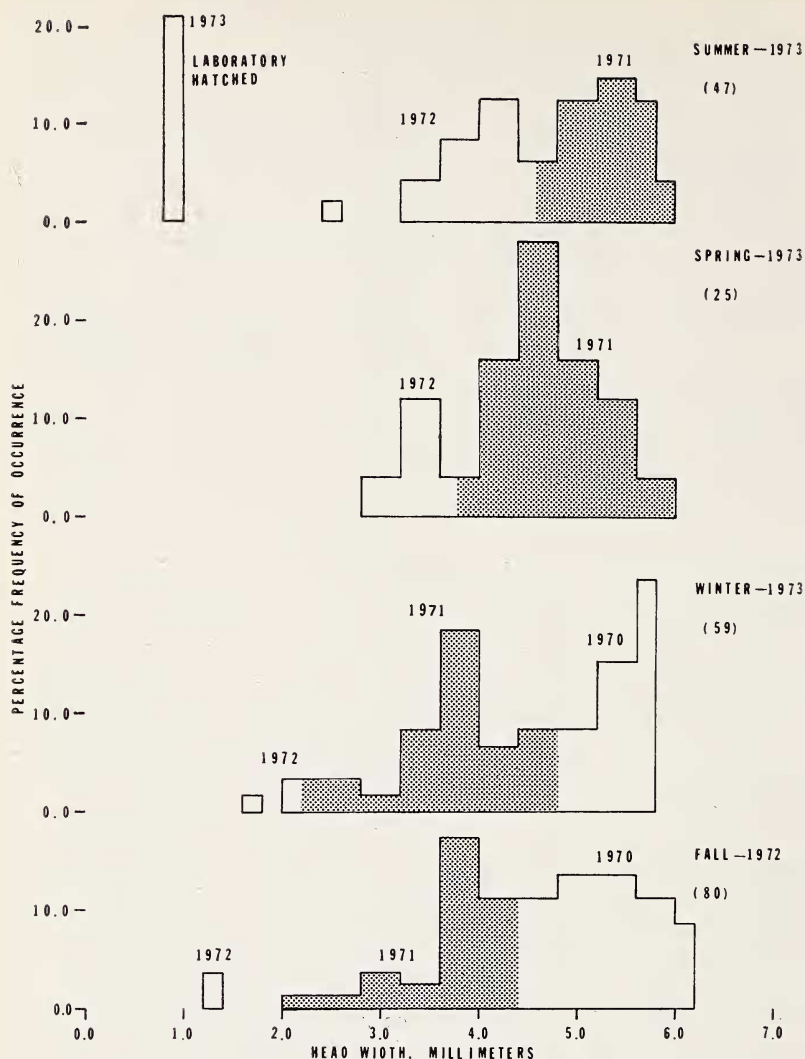 20.0—
1973
LABORATORY
HATCHED
1971
SUMMER—1973
(47)
1972
10.0—
0.0—
SPRING—1973
(25)
20.0—
1971
1972
10.0—
0.0—
PERCENTAGE FREQUENCY OF OCCURRENCE
WINTER—1973
(59)
20.0—
1971
1970
10.0—
1972
0.0—
1970
FALL—1972
(80)
10.0—
1972
1971
0.0—
0.0 1.0 2.0 3.0 4.0 5.0 6.0 7.0
HEAD WIDTH, MILLIMETERS